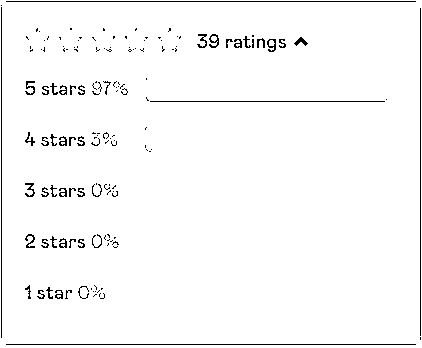 39 ratings
5 stars 97%
4 stars 3%
3 stars 0%
2 stars 0%
1 star 0%